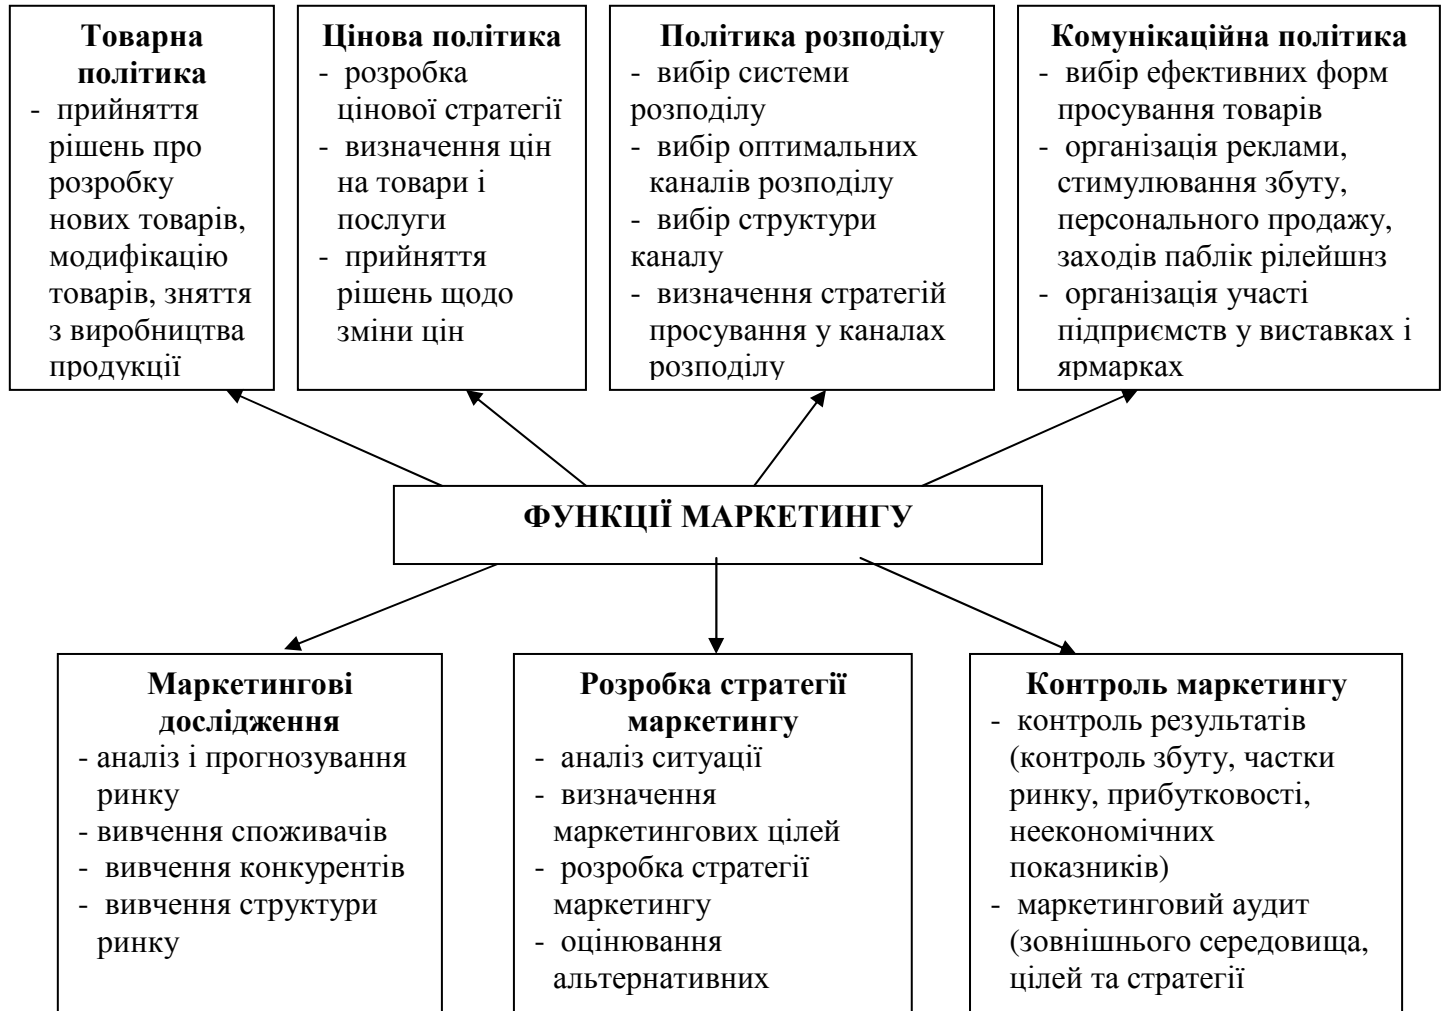 Товарна
політика
- прийняття
рішень про
розробку
нових товарів,
модифікацію
товарів, зняття
з виробництва
продукції
Цінова політика
- розробка
цінової стратегії
- визначення цін
на товари і
послуги
- прийняття
рішень щодо
зміни цін
Політика розподілу
- вибір системи
розподілу
- вибір оптимальних
каналів розподілу
- вибір структури
каналу
- визначення стратегій
просування у каналах
розподілу
Комунікаційна політика
- вибір ефективних форм
просування товарів
- організація реклами,
стимулювання збуту,
персонального продажу,
заходів паблік рілейшнз
- організація участі
підприємств у виставках і
ярмарках
ФУНКЦІЇ МАРКЕТИНГУ
Маркетингові
дослідження
- аналіз і прогнозування
ринку
- вивчення споживачів
- вивчення конкурентів
- вивчення структури
ринку
Розробка стратегії
маркетингу
- аналіз ситуації
- визначення
маркетингових цілей
- розробка стратегії
маркетингу
- оцінювання
альтернативних
Контроль маркетингу
- контроль результатів
(контроль збуту, частки
ринку, прибутковості,
неекономічних
показників)
- маркетинговий аудит
(зовнішнього середовища,
цілей та стратегії